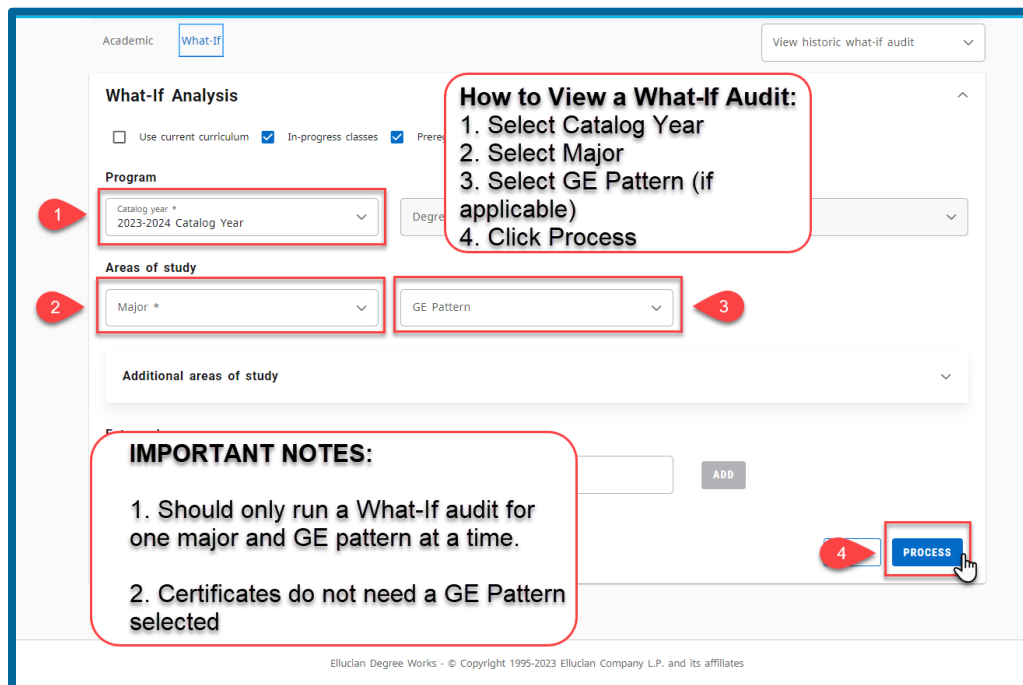 Academic
What-If
View historic what-if audit
What-If Analysis
How to View a What-If Audit:
1. Select Catalog Year
2. Select Major
3. Select GE Pattern (if
applicable)
4. Click Process
Use current curriculum
In-progress classes
Program
1
Catalog year *
2023-2024 Catalog Year
Areas of study
2
Major *
GE Pattern
3
Additional areas of study
IMPORTANT NOTES:
1. Should only run a What-If audit for
one major and GE pattern at a time.
2. Certificates do not need a GE Pattern
selected
ADD
4
PROCESS
Ellucian Degree Works - © Copyright 1995-2023 Ellucian Company L.P. and its affiliates